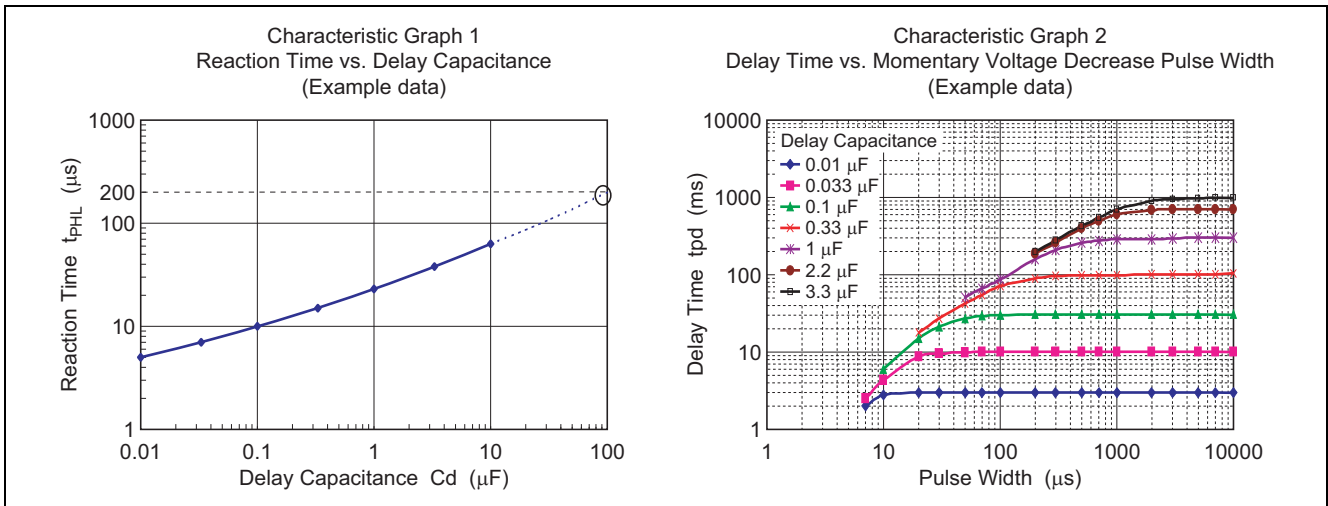 Characteristic Graph 1
Reaction Time vs. Delay Capacitance
(Example data)
1000
200
100
10
1
Reaction Time tPHL (μs)
0.01
0.1
1
10
100
Delay Capacitance Cd (μF)
Characteristic Graph 2
Delay Time vs. Momentary Voltage Decrease Pulse Width
(Example data)
10000
1000
100
10
1
Delay Time tpd (ms)
Delay Capacitance
0.01 μF
0.033 μF
0.1 μF
0.33 μF
1 μF
2.2 μF
3.3 μF
1
10
100
1000
10000
Pulse Width (μs)